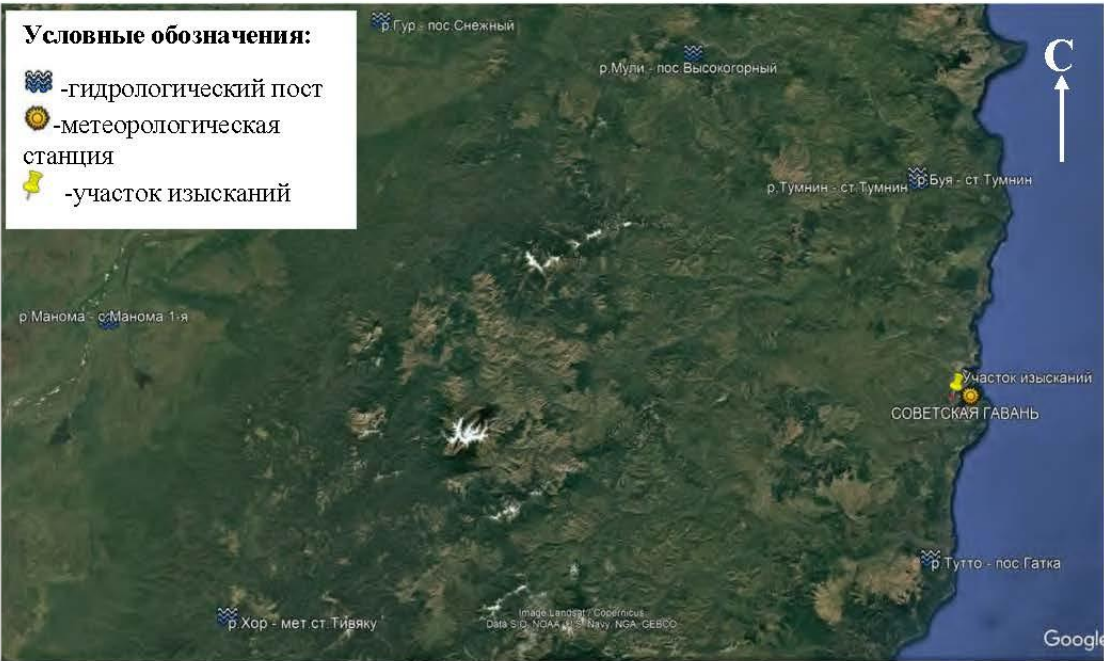 Условные обозначения:
-гидрологический пост
-метеорологическая
станция
-участок изысканий
р.Гур - пос.Снежный
р.Мули - пос.Высокогорный
С
р.Тумнин - ст.Тумнин
р.Буя - ст.Тумнин
р.Манома - с.Манома 1-я
Участок изысканий
СОВЕТСКАЯ ГАВАНЬ
р.Тутто - пос.Гатка
р.Хор - мет.ст.Тивяку
Image Landsat / Copernicus
Data SIO, NOAA, U.S. Navy, NGA, GEBCO
Google